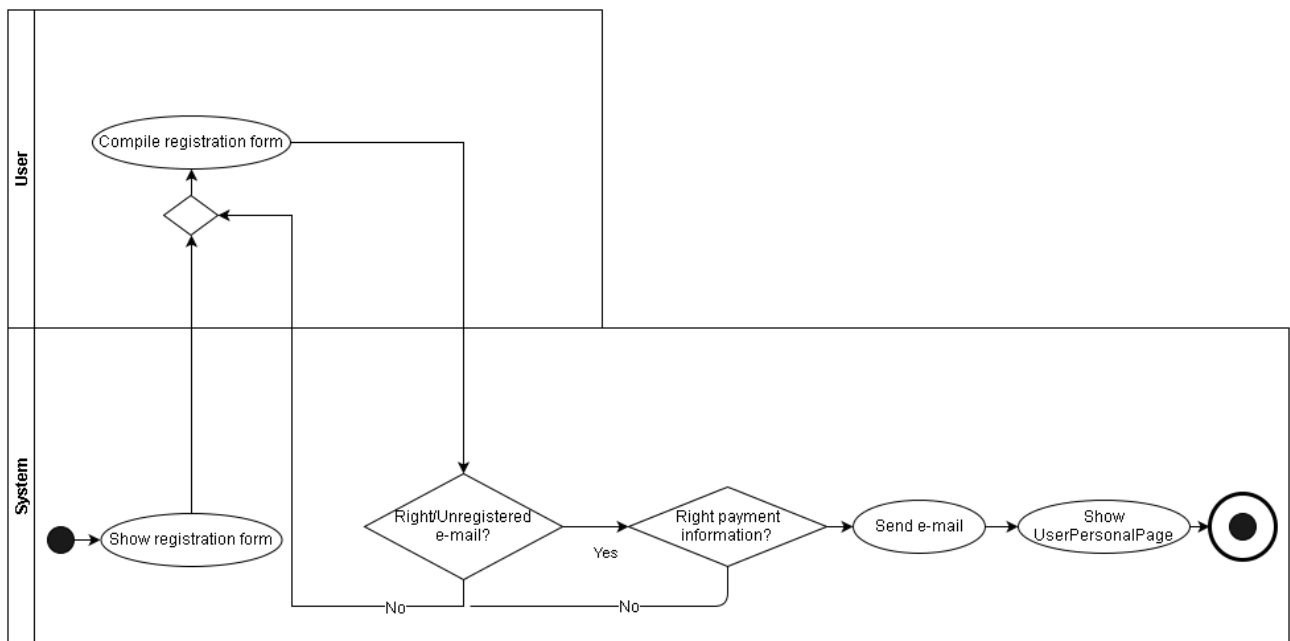 User
Compile registration form
System
Show registration form
Right/Unregistered
e-mail?
Yes
Right payment
information?
Send e-mail
Show
UserPersonalPage
No
No